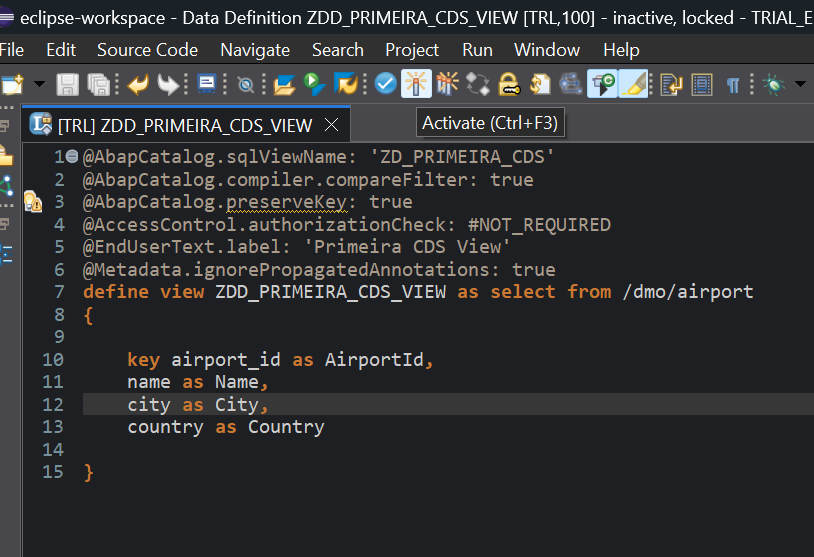 eclipse-workspace - Data Definition ZDD_PRIMEIRA_CDS_VIEW [TRL,100] - inactive, locked - TRIAL_E
File Edit Source Code Navigate Search Project Run Window Help
[TRL] ZDD_PRIMEIRA_CDS_VIEW
Activate (Ctrl+F3)
1 @AbapCatalog.sqlViewName: 'ZD_PRIMEIRA_CDS'
2 @AbapCatalog.compiler.compareFilter: true
3 @AbapCatalog.preserveKey: true
4 @AccessControl.authorizationCheck: #NOT_REQUIRED
5 @EndUserText.label: 'Primeira CDS View'
6 @Metadata.ignorePropagatedAnnotations: true
7 define view ZDD_PRIMEIRA_CDS_VIEW as select from /dmo/airport
8 {
9
10 key airport_id as AirportId,
11 name as Name,
12 city as City,
13 country as Country
14
15 }